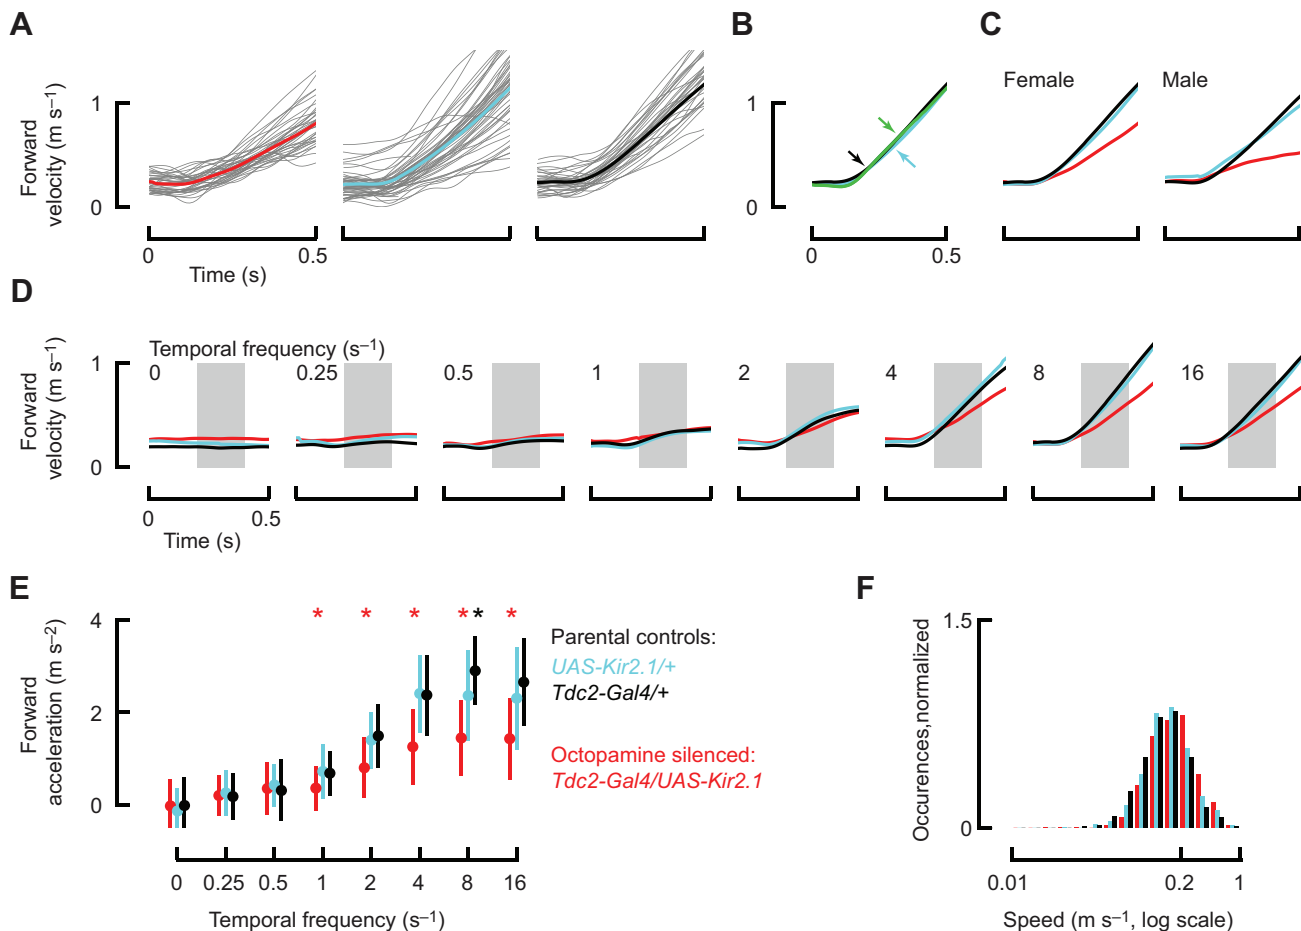 A
B
C
Forward
velocity (m s–1)
1
0
0
0.5
Time (s)
1
0
0
0.5
Female
Male
D
Forward
velocity (m s–1)
1
0
Temporal frequency (s–1)
0
0.25
0.5
1
2
4
8
16
0
0.5
Time (s)
E
Forward
acceleration (m s–2)
4
2
0
* * * * * *
0 0.25 0.5 1 2 4 8 16
Temporal frequency (s–1)
Parental controls:
UAS-Kir2.1/+
Tdc2-Gal4/+
Octopamine silenced:
Tdc2-Gal4/UAS-Kir2.1
F
Occurences,normalized
1.5
0
0.01 0.2 1
Speed (m s–1, log scale)